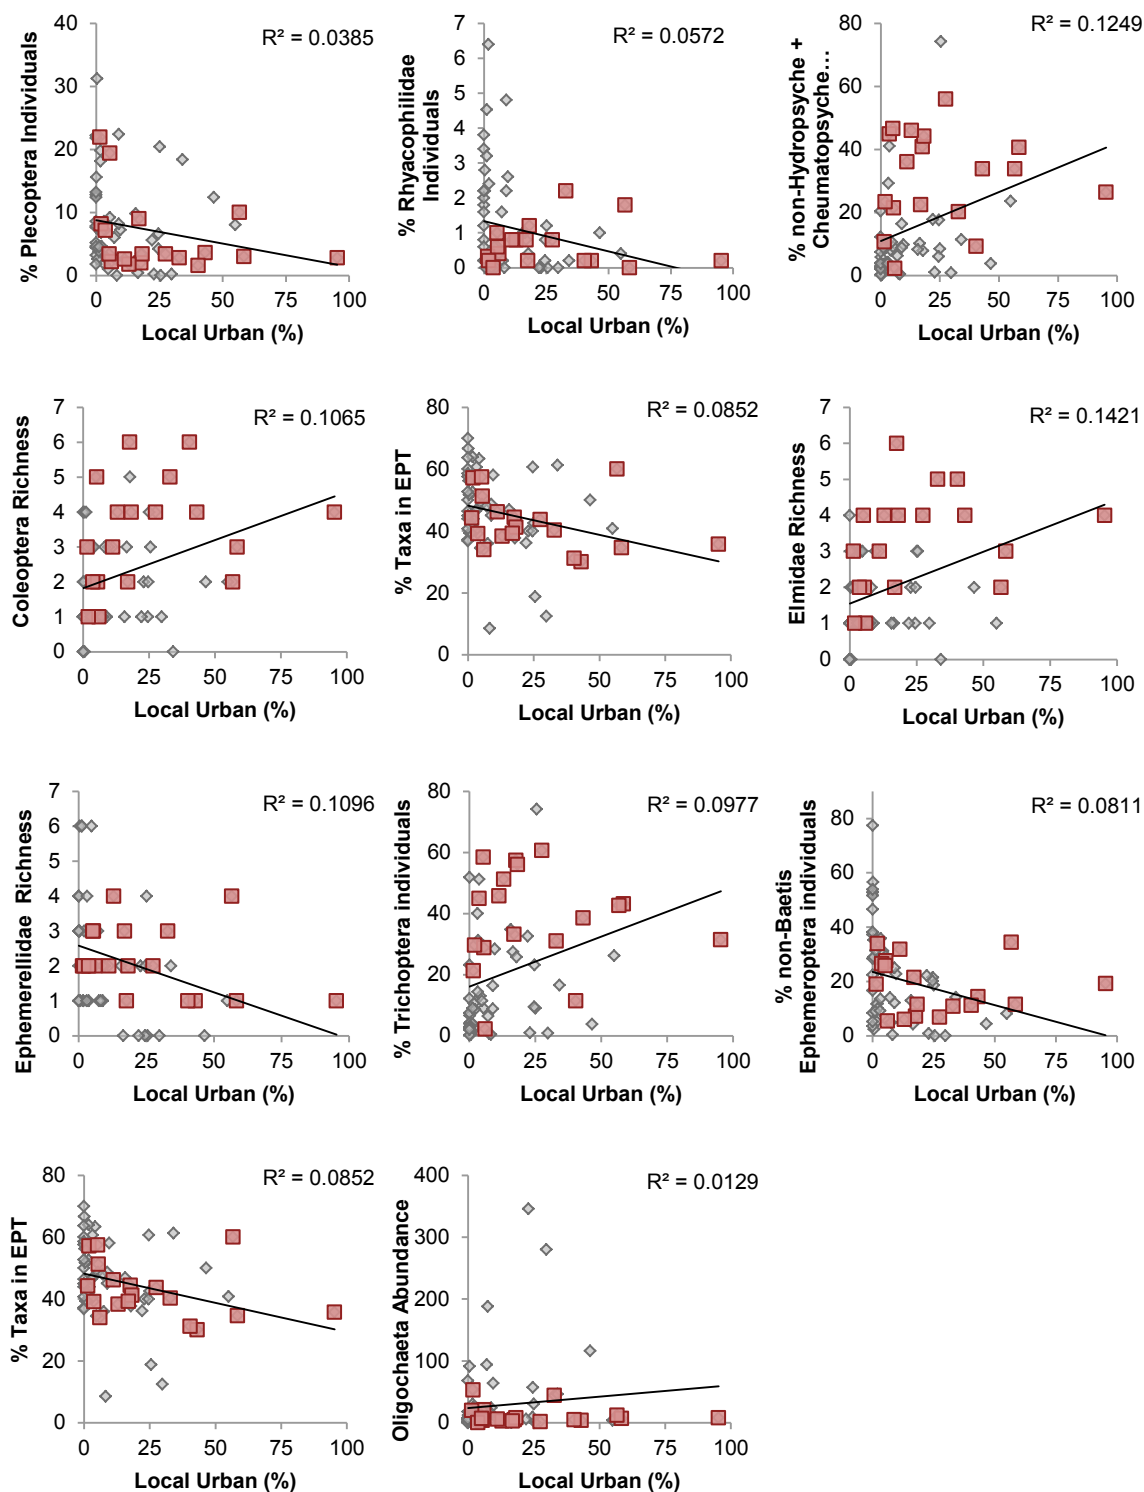 R² = 0.0385
% Plecoptera Individuals
40
30
20
10
0
0 25 50 75 100
Local Urban (%)
R² = 0.0572
% Rhyacophilidae
Individuals
7
6
5
4
3
2
1
0
0 25 50 75 100
Local Urban (%)
R² = 0.1249
% non-Hydropsyche +
Cheumatopsyche…
80
60
40
20
0
0 25 50 75 100
Local Urban (%)
R² = 0.1065
Coleoptera Richness
7
6
5
4
3
2
1
0
0 25 50 75 100
Local Urban (%)
R² = 0.0852
% Taxa in EPT
80
60
40
20
0
0 25 50 75 100
Local Urban (%)
R² = 0.1421
Elmidae Richness
7
6
5
4
3
2
1
0
0 25 50 75 100
Local Urban (%)
R² = 0.1096
Ephemerellidae Richness
7
6
5
4
3
2
1
0
0 25 50 75 100
Local Urban (%)
R² = 0.0977
% Trichoptera individuals
80
60
40
20
0
0 25 50 75 100
Local Urban (%)
R² = 0.0811
% non-Baetis
Ephemeroptera individuals
80
60
40
20
0
0 25 50 75 100
Local Urban (%)
R² = 0.0852
% Taxa in EPT
80
60
40
20
0
0 25 50 75 100
Local Urban (%)
R² = 0.0129
Oligochaeta Abundance
400
300
200
100
0
0 25 50 75 100
Local Urban (%)